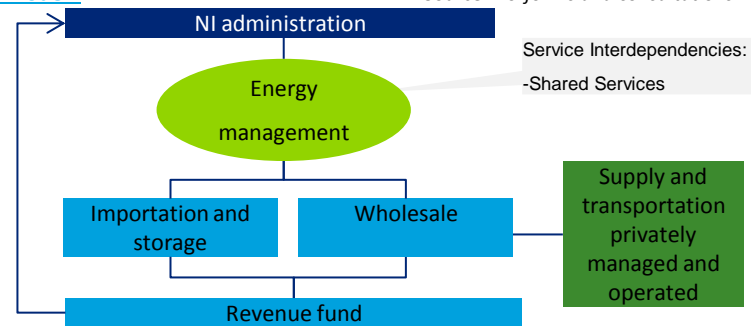 NI administration
Service Interdependencies:
-Shared Services
Energy
management
Importation and
storage
Wholesale
Supply and
transportation
privately
managed and
operated
Revenue fund